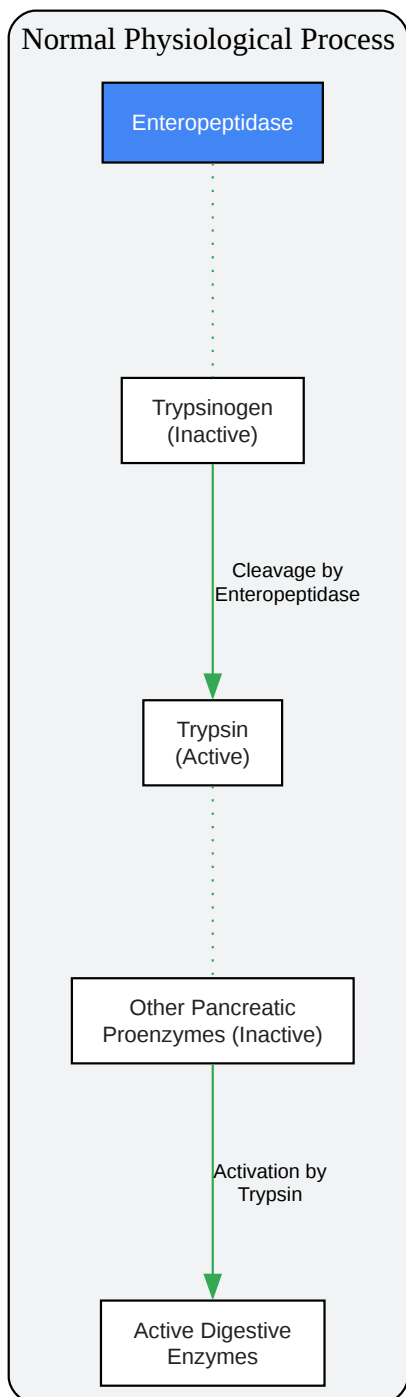 Normal Physiological Process
Enteropeptidase
Trypsinogen
(Inactive)
Cleavage by
Enteropeptidase
Trypsin
(Active)
Other Pancreatic
Proenzymes (Inactive)
Activation by
Trypsin
Active Digestive
Enzymes